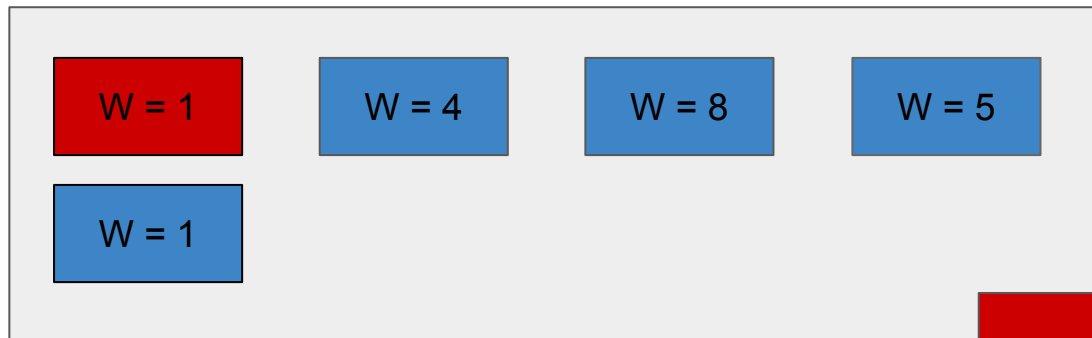 W = 1
W = 4
W = 8
W = 5
W = 1